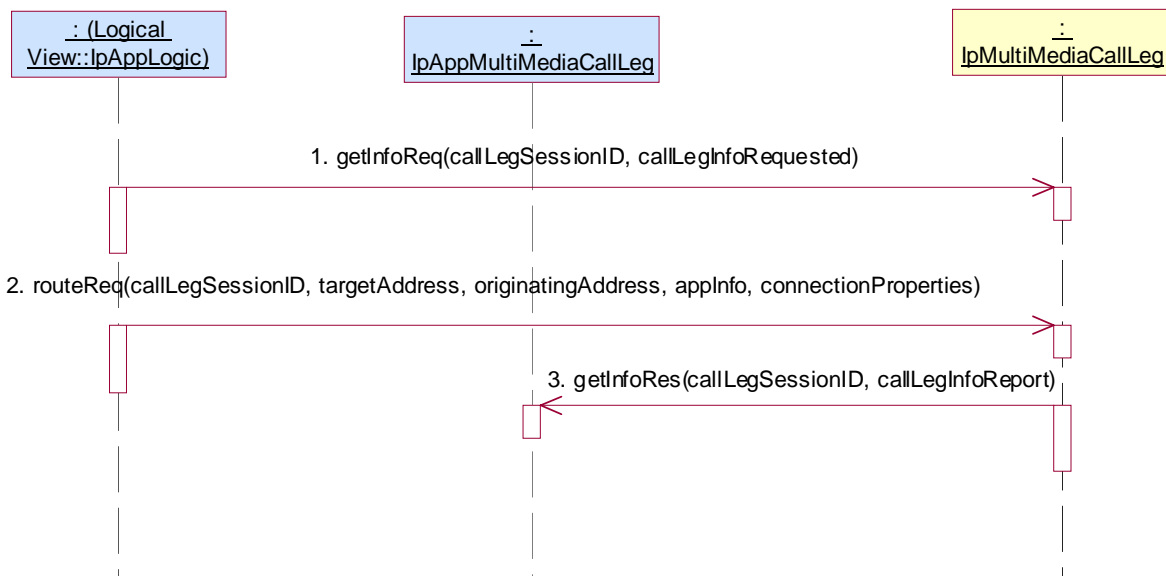 : (Logical
View::IpAppLogic)
:
IpAppMultiMediaCallLeg
:
IpMultiMediaCallLeg
1. getInfoReq(callLegSessionID, callLegInfoRequested)
2. routeReq(callLegSessionID, targetAddress, originatingAddress, appInfo, connectionProperties)
3. getInfoRes(callLegSessionID, callLegInfoReport)